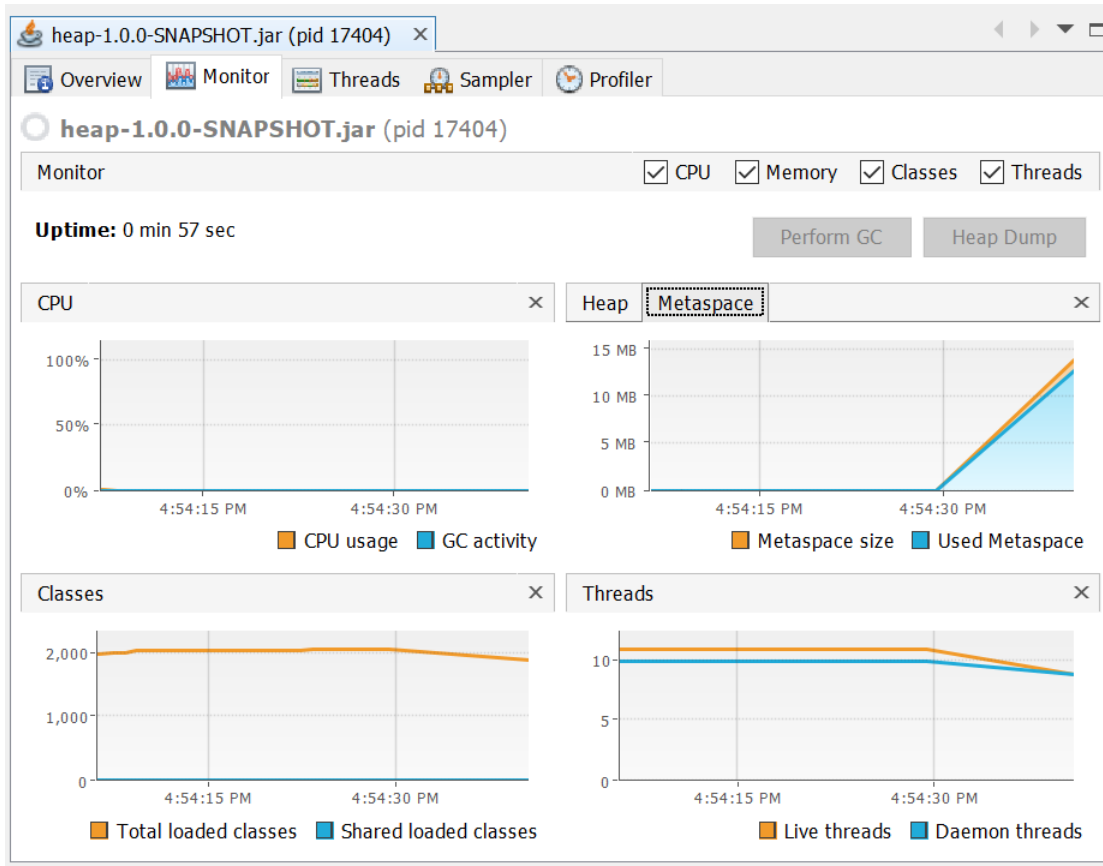 heap-1.0.0-SNAPSHOT.jar (pid 17404)
Overview Monitor Threads Sampler Profiler
heap-1.0.0-SNAPSHOT.jar (pid 17404)
Monitor CPU Memory Classes Threads
Uptime: 0 min 57 sec Perform GC Heap Dump
CPU
100%
50%
0%
4:54:15 PM 4:54:30 PM
CPU usage GC activity
Heap Metaspace
15 MB
10 MB
5 MB
0 MB
4:54:15 PM 4:54:30 PM
Metaspace size Used Metaspace
Classes
2,000
1,000
0
4:54:15 PM 4:54:30 PM
Total loaded classes Shared loaded classes
Threads
10
5
0
4:54:15 PM 4:54:30 PM
Live threads Daemon threads